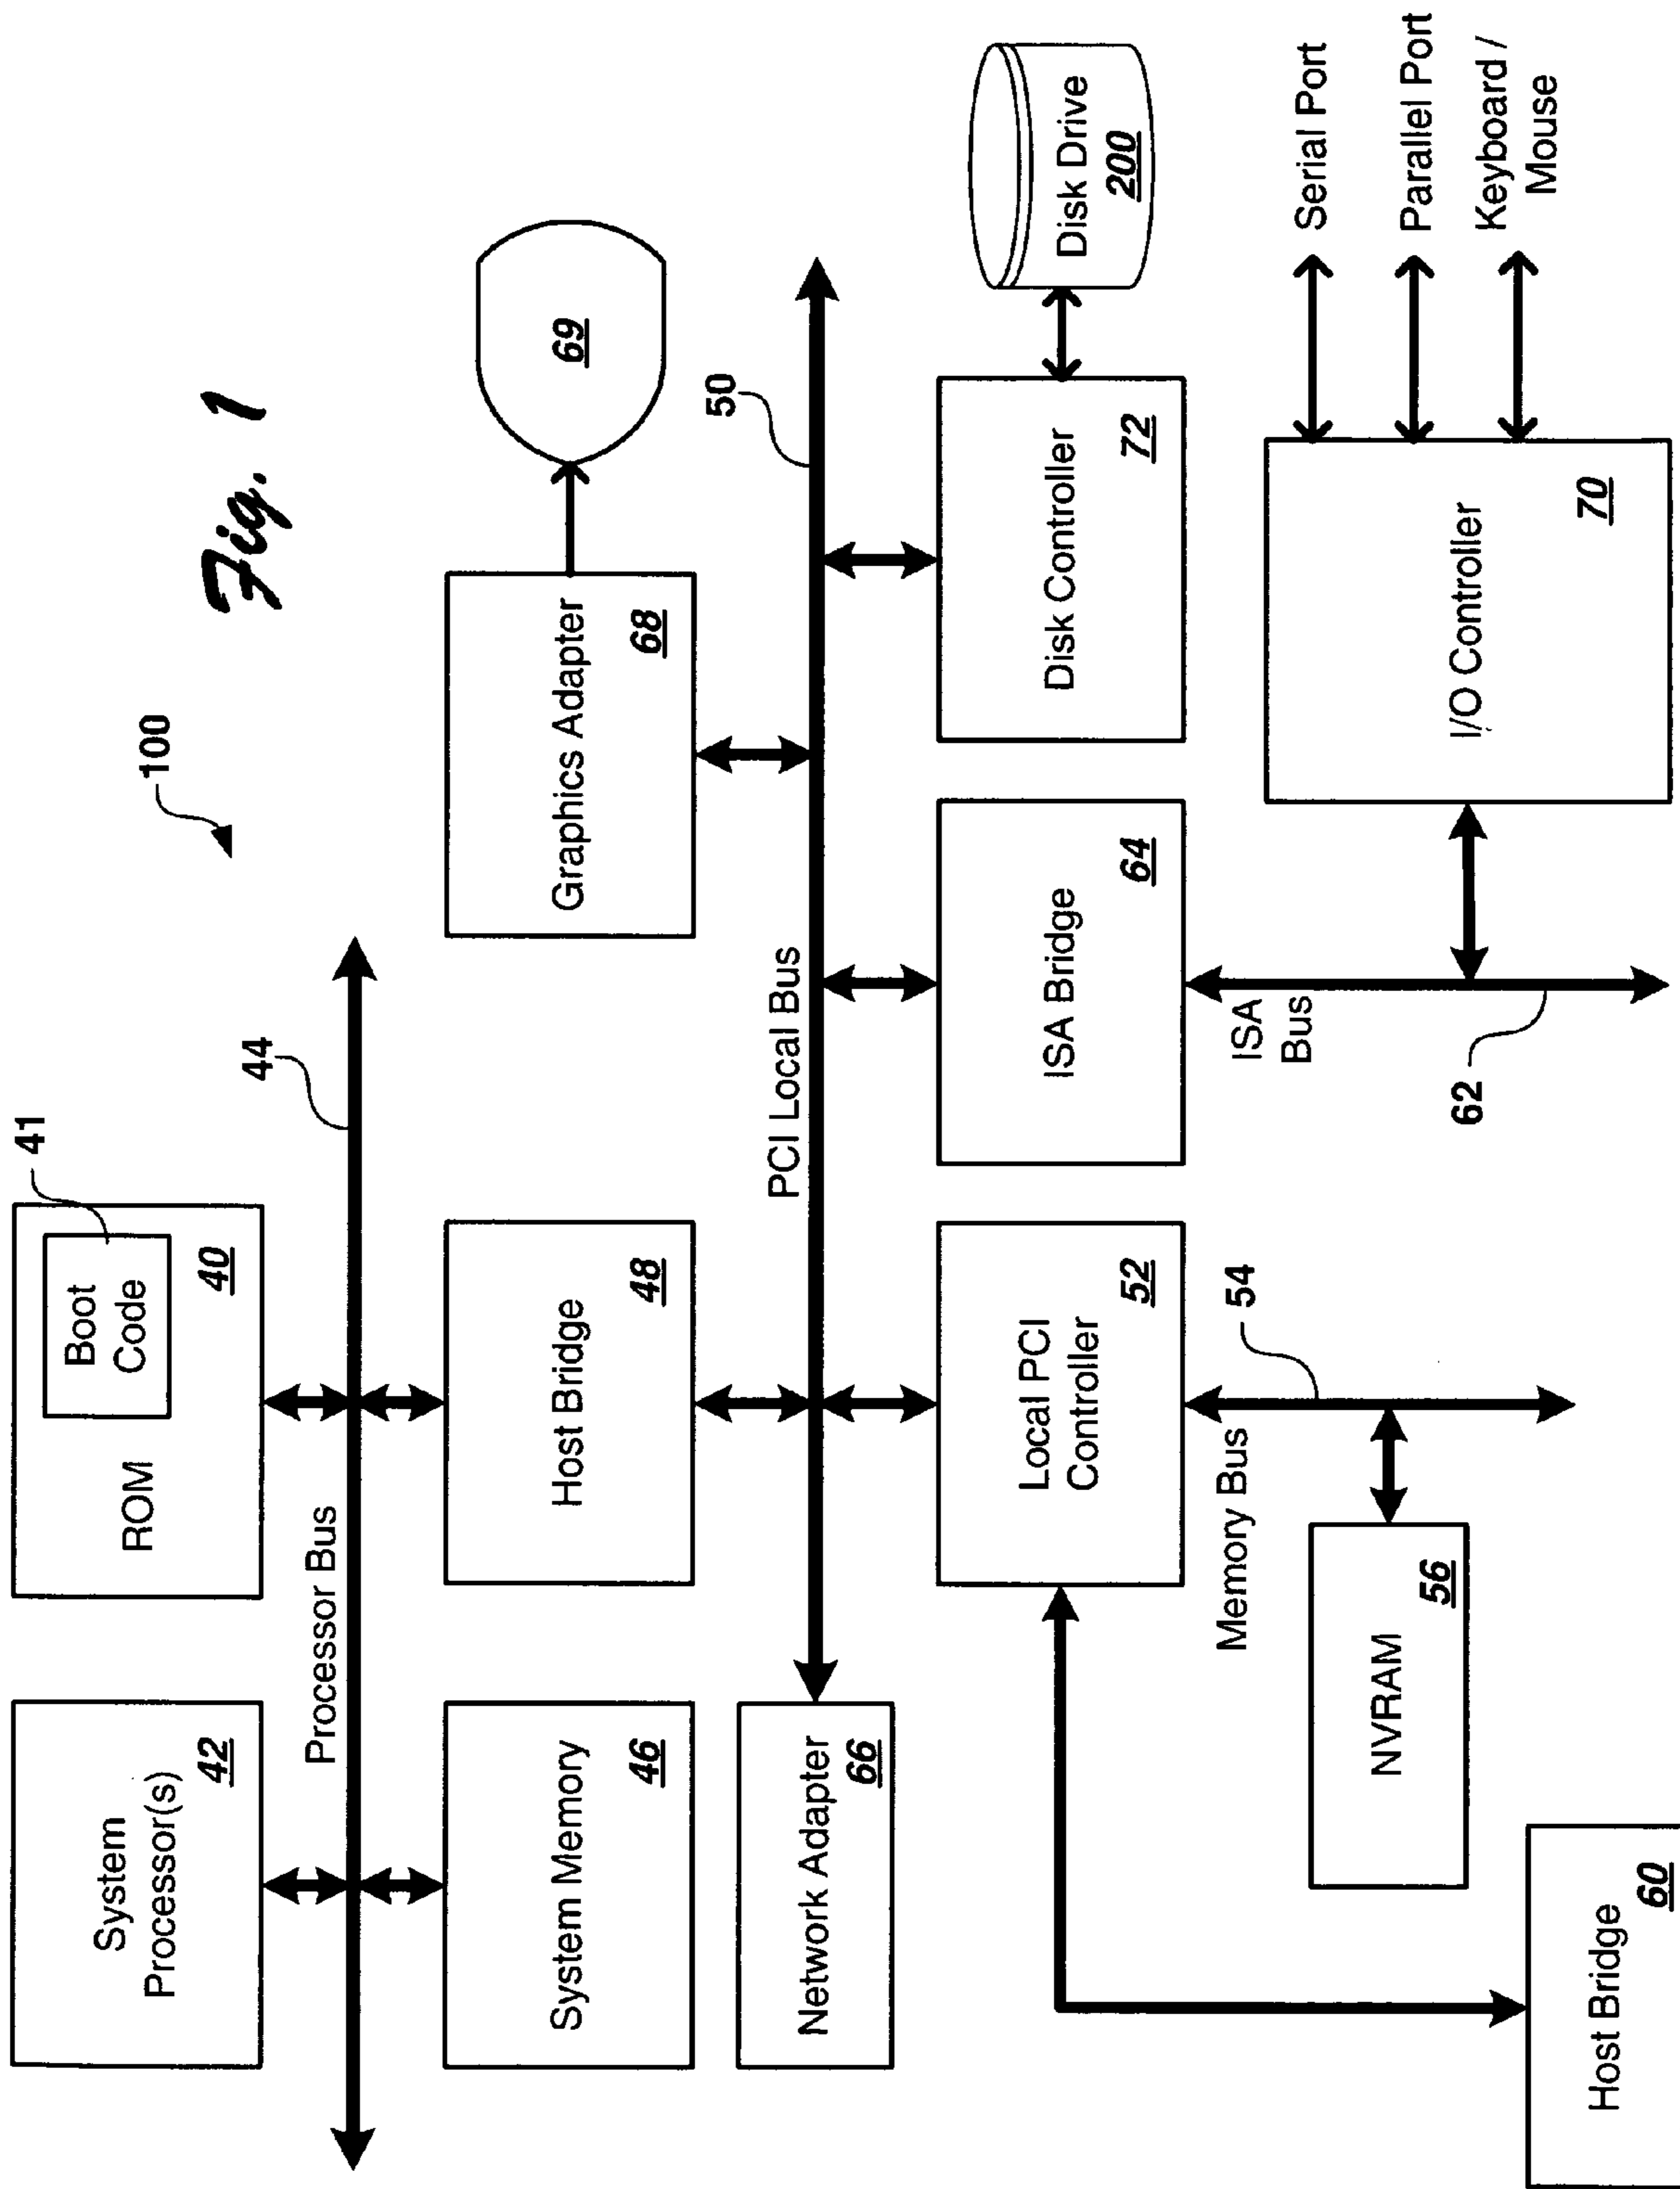 Fig. 1
100
System
Processor(s)
42
ROM
Boot
Code
40
41
Processor Bus
44
System Memory
46
Host Bridge
48
Graphics Adapter
68
69
Network Adapter
66
PCI Local Bus
50
Local PCI
Controller
52
ISA Bridge
64
Disk Controller
72
Disk Drive
200
Memory Bus
54
ISA
Bus
62
NVRAM
56
I/O Controller
70
Serial Port
Parallel Port
Keyboard /
Mouse
Host Bridge
60